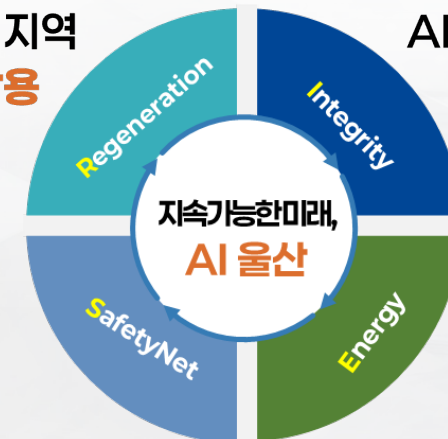 지역
AI
용
Regeneration
Integrity
지속가능한미래,
AI 울산
SafetyNet
Energy